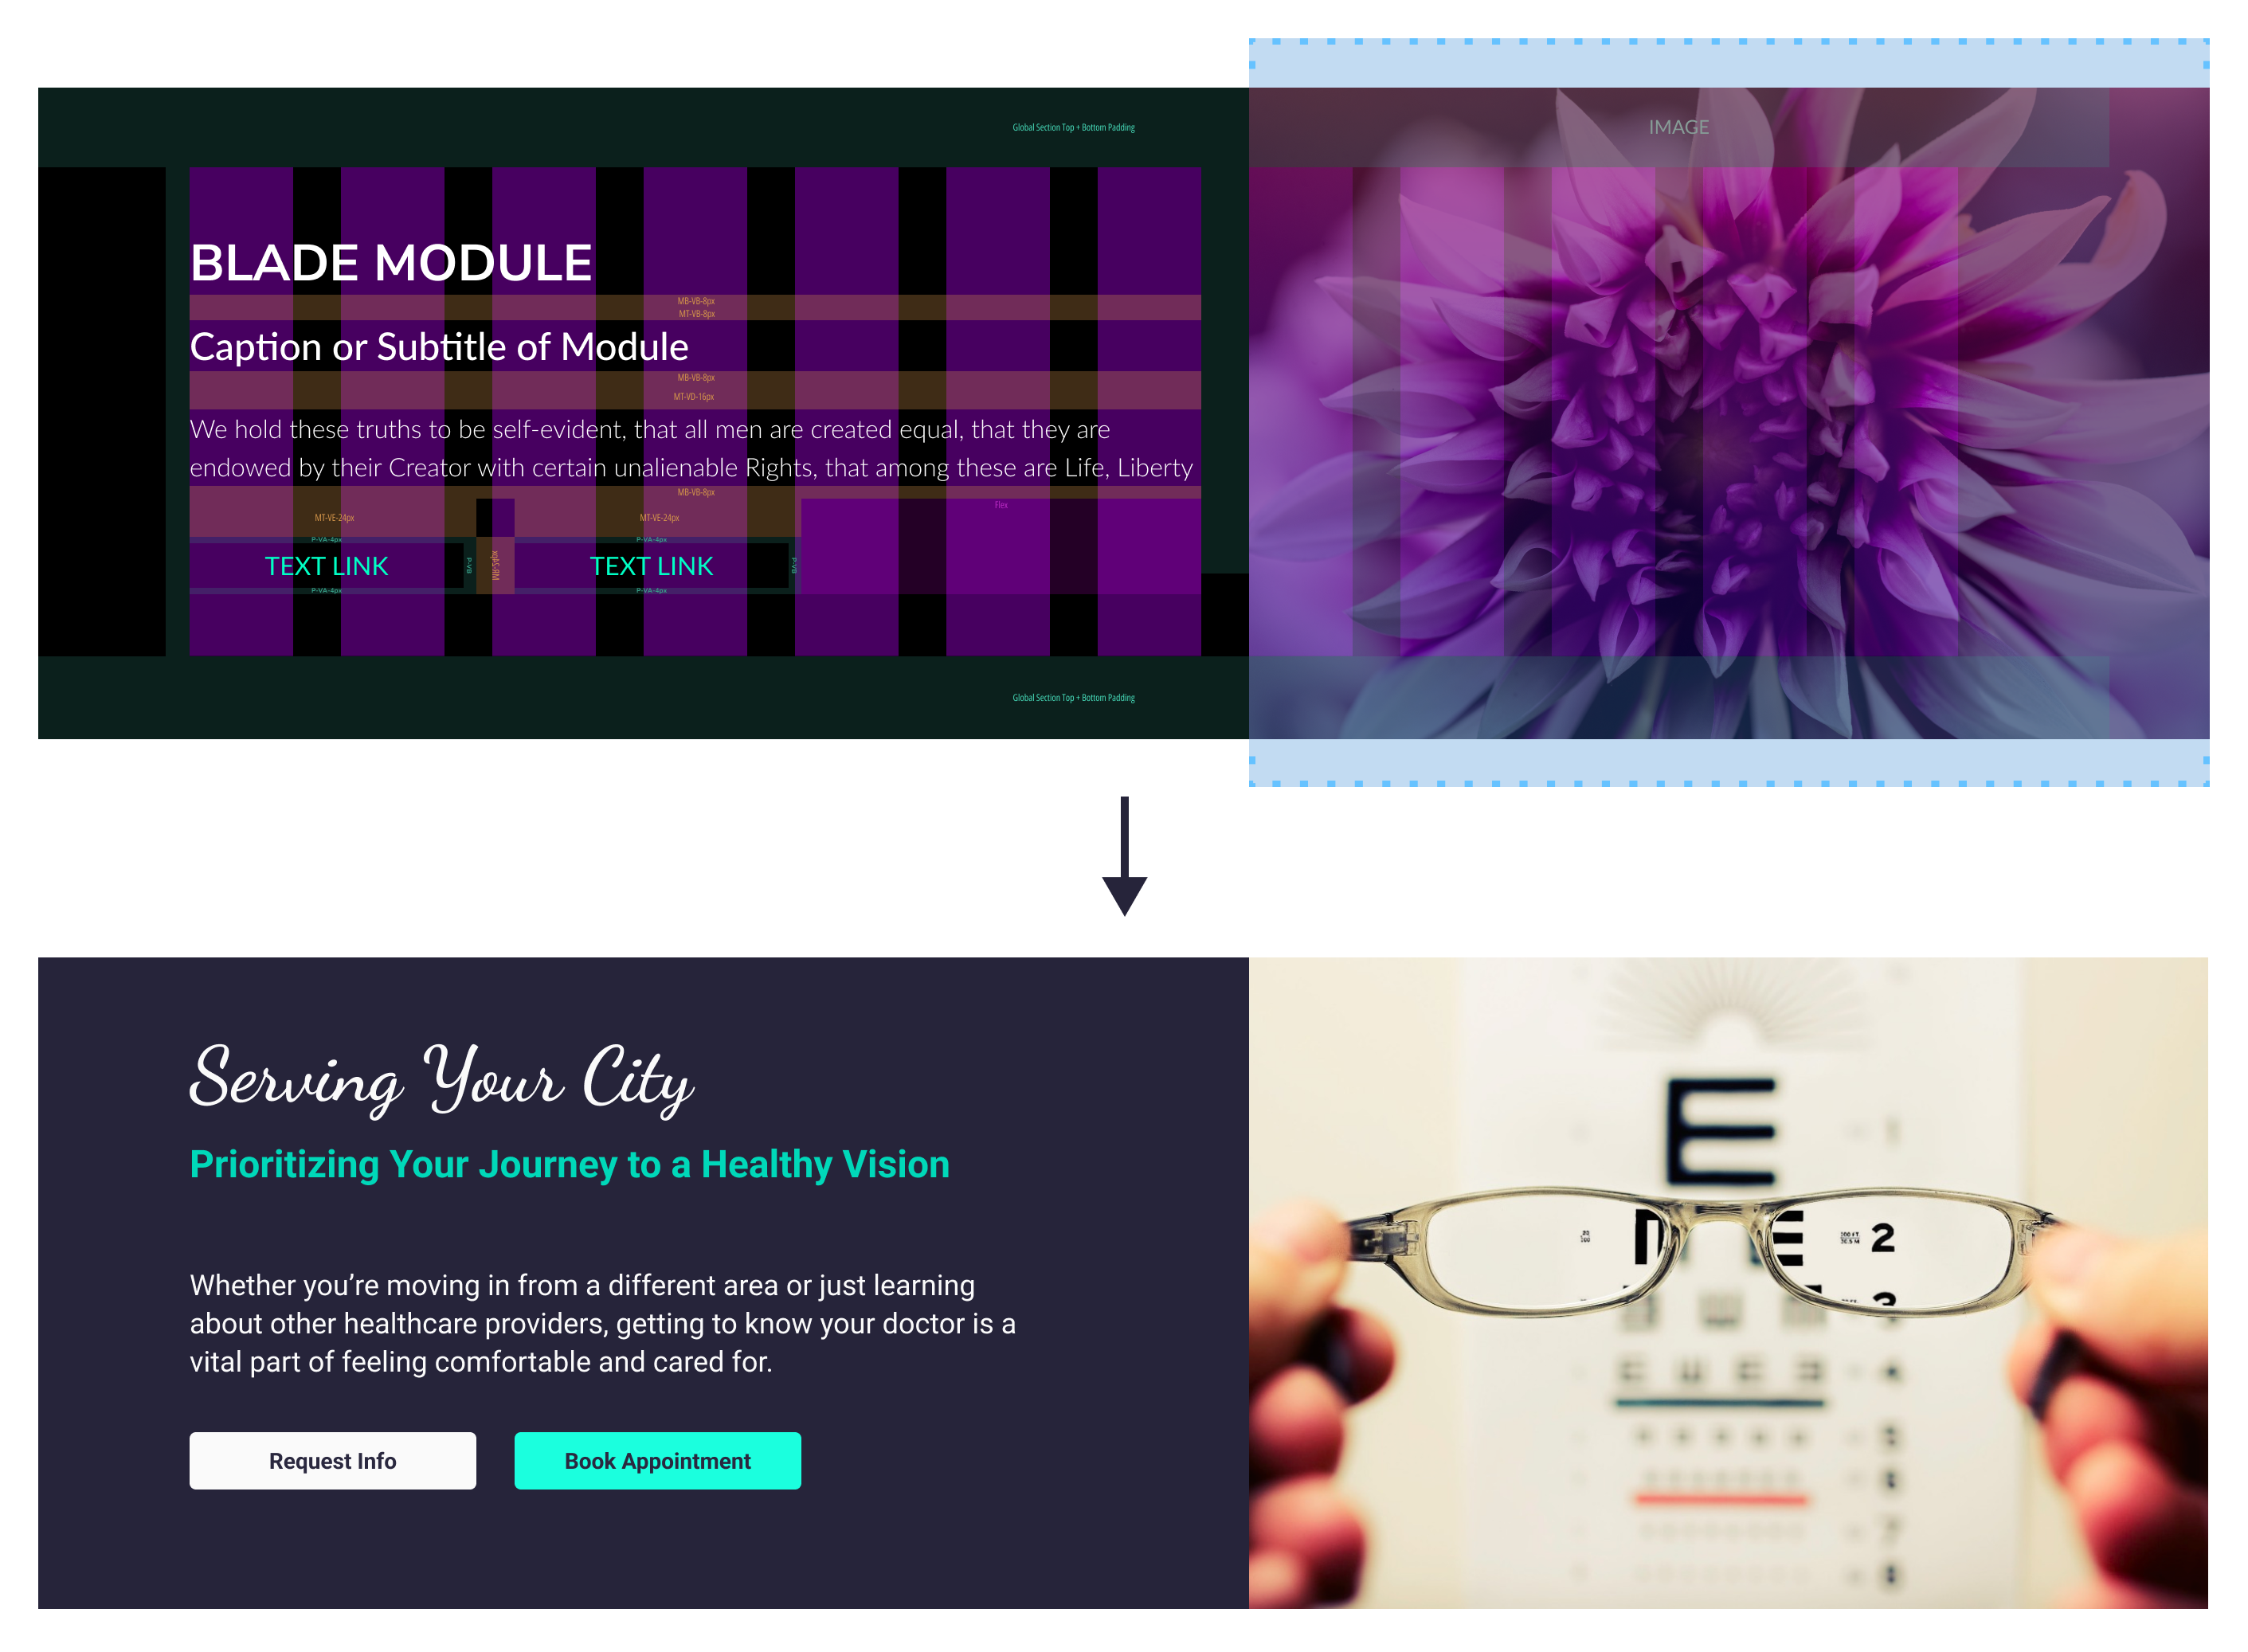 Global Section Top + Bottom Padding
IMAGE
BLADE MODULE
MB-VB-8px
MT-VB-8px
Caption or Subtitle of Module
MB-VB-8px
MT-VD-16px
We hold these truths to be self-evident, that all men are created equal, that they are
endowed by their Creator with certain unalienable Rights, that among these are Life, Liberty
MB-VB-8px
Flex
MT-VE-24px
MT-VE-24px
P-VA-4px
P-VA-4px
TEXT LINK
P-VB
TEXT LINK
P-VB
P-VA-4px
P-VA-4px
Global Section Top + Bottom Padding
Serving Your City
Prioritizing Your Journey to a Healthy Vision
Whether you’re moving in from a different area or just learning
about other healthcare providers, getting to know your doctor is a
vital part of feeling comfortable and cared for.
Request Info
Book Appointment
E
2
3